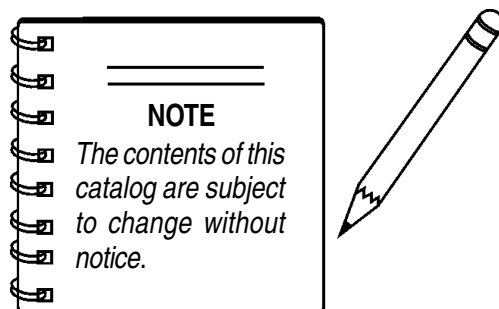 NOTE
The contents of this
catalog are subject
to change without
notice.